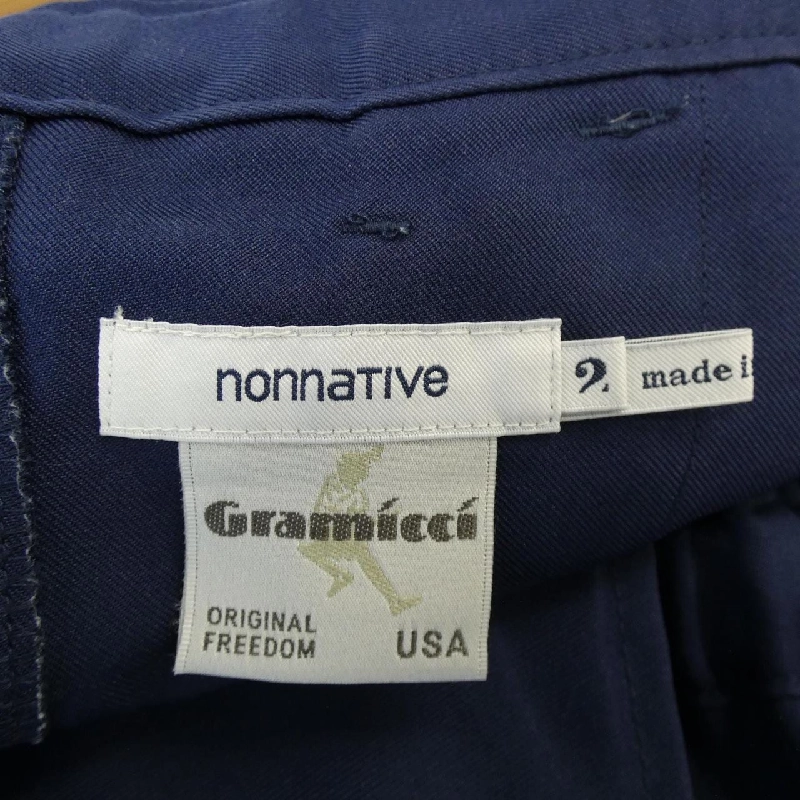 nonnative
2
made i
Gramicci
ORIGINAL
FREEDOM
USA